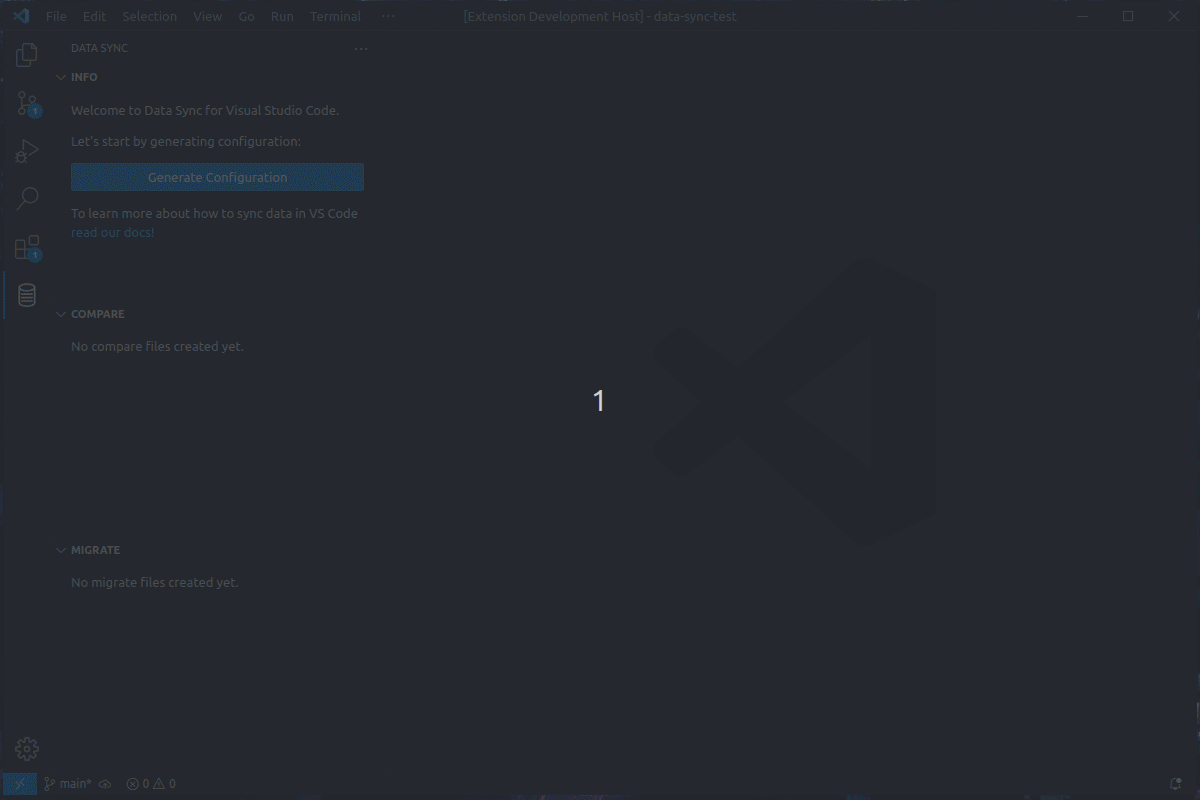 File Edit Selection View Go Run Terminal ··· [Extension Development Host] - data-sync-test
DATA SYNC ···
INFO
1
Welcome to Data Sync for Visual Studio Code.
Let's start by generating configuration:
Generate Configuration
To learn more about how to sync data in VS Code
read our docs!
1
COMPARE
No compare files created yet.
1
MIGRATE
No migrate files created yet.
main* 0 0